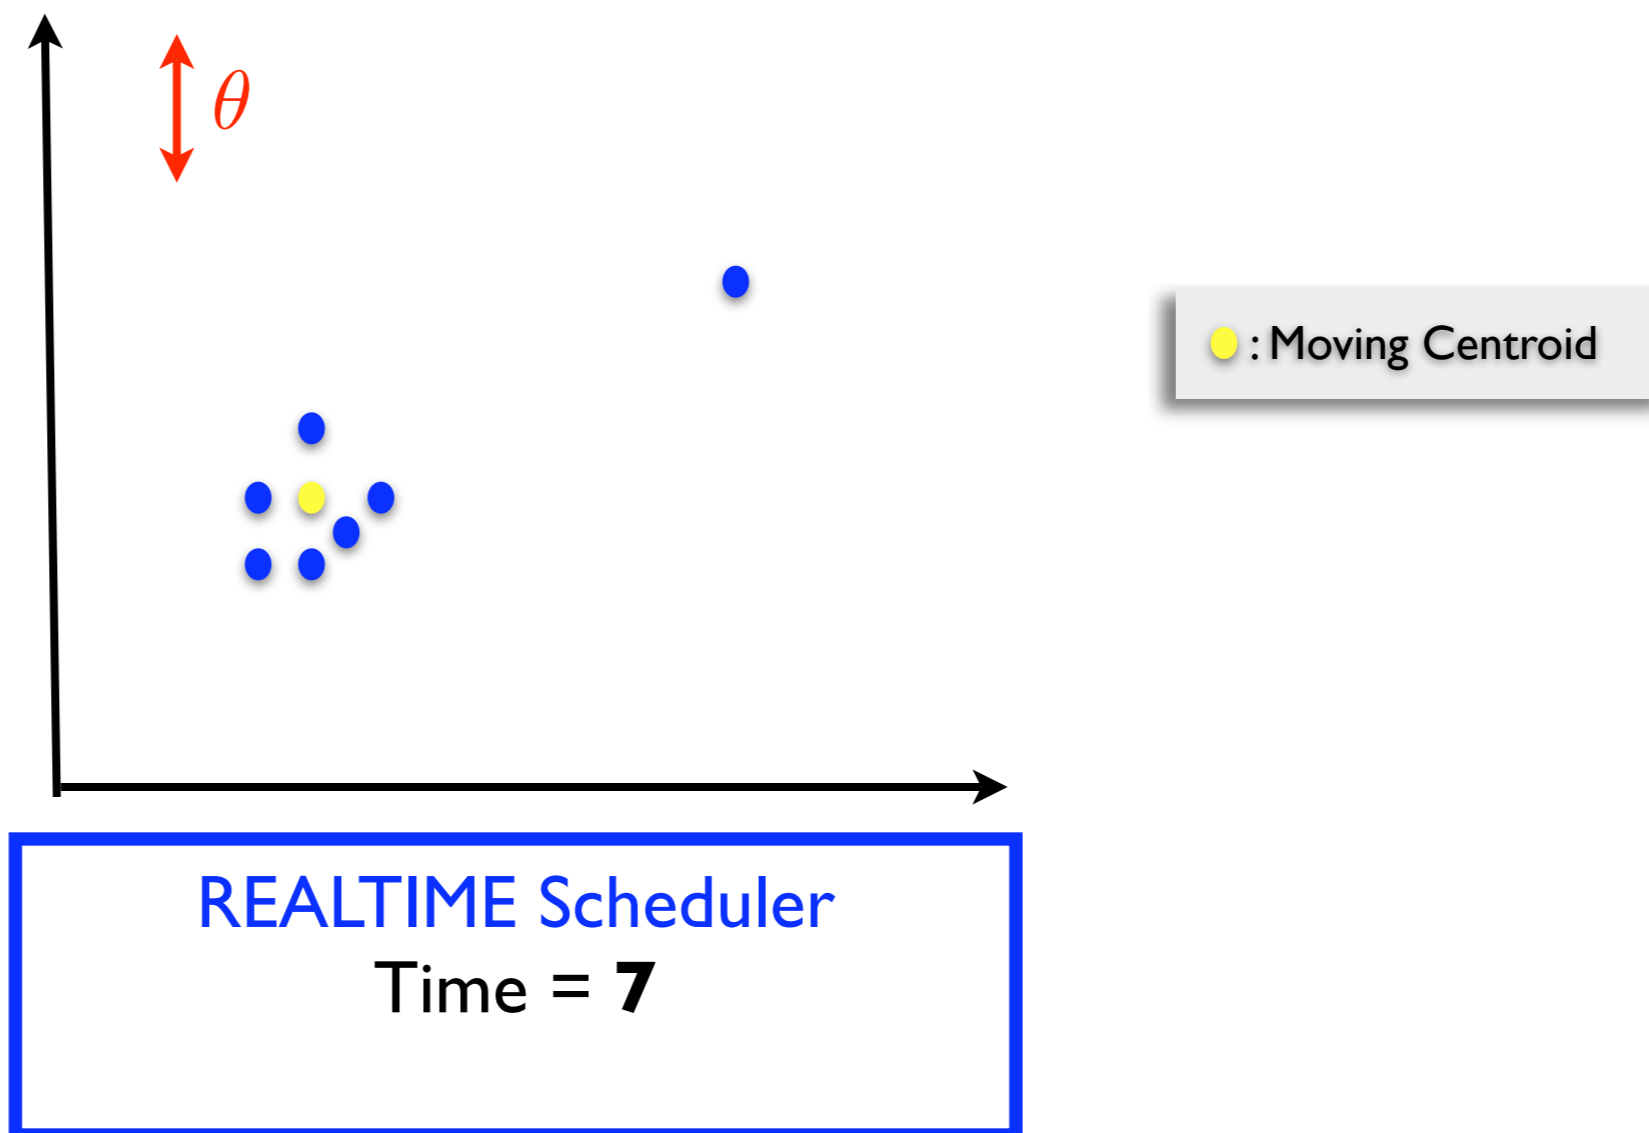 θ
: Moving Centroid
REALTIME Scheduler
Time = 7